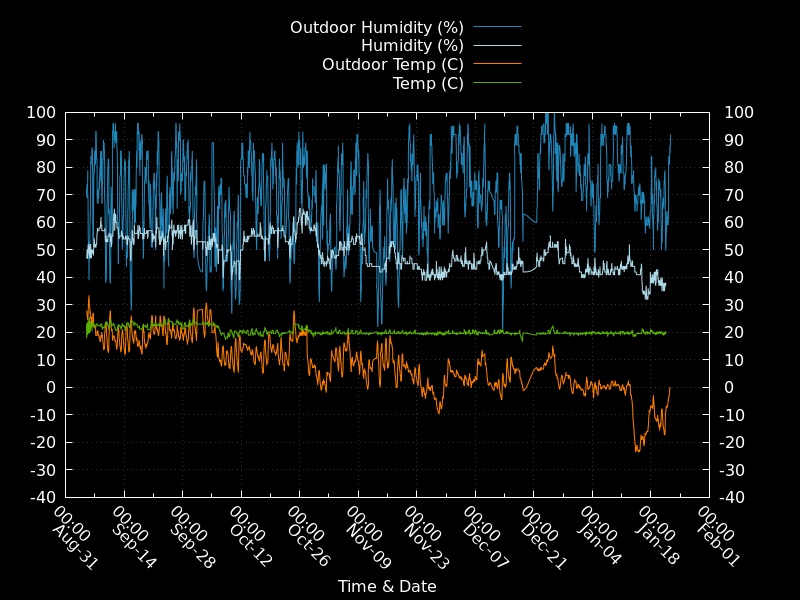 Outdoor Humidity (%)
Humidity (%)
Outdoor Temp (C)
Temp (C)
100 100
90 90
80 80
70 70
60 60
50 50
40 40
30 30
20 20
10 10
0 0
-10 -10
-20 -20
-30 -30
-40 -40
00:00 00:00 00:00 00:00 00:00 00:00 00:00 00:00 00:00 00:00 00:00 00:00
Aug-31 Sep-14 Sep-28 Oct-12 Oct-26 Nov-09 Nov-23 Dec-07 Dec-21 Jan-04 Jan-18 Feb-01
Time & Date